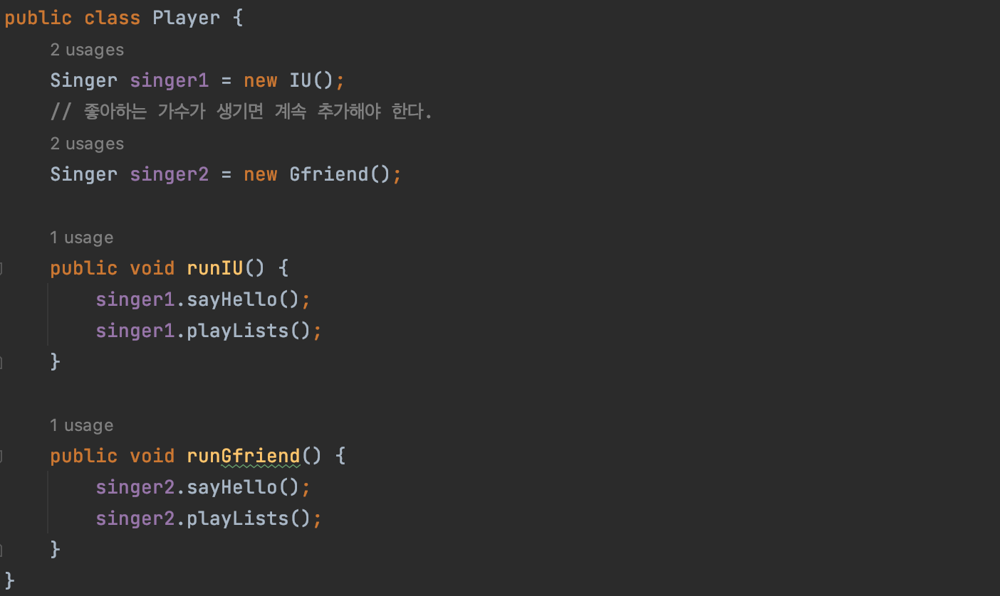 public class Player {
2 usages
Singer singer1 = new IU();
// 좋아하는 가수가 생기면 계속 추가해야 한다.
2 usages
Singer singer2 = new Gfriend();
1 usage
public void runIU() {
singer1.sayHello();
singer1.playLists();
}
1 usage
public void runGfriend() {
singer2.sayHello();
singer2.playLists();
}
}